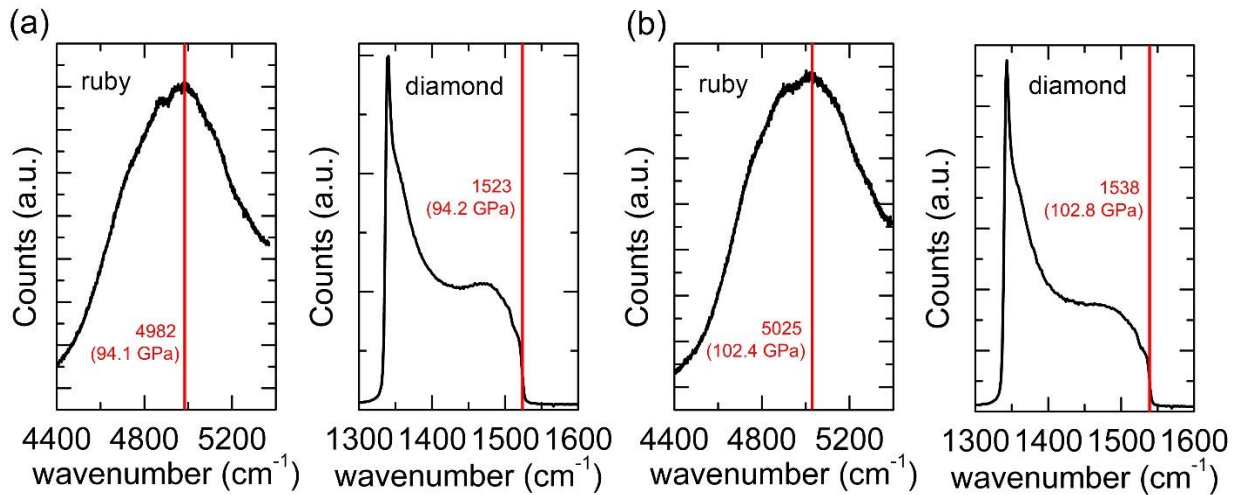 (a)
ruby
Counts (a.u.)
4982
(94.1 GPa)
4400 4800 5200
wavenumber (cm⁻¹)
diamond
Counts (a.u.)
1523
(94.2 GPa)
1300 1400 1500 1600
wavenumber (cm⁻¹)
(b)
ruby
Counts (a.u.)
5025
(102.4 GPa)
4400 4800 5200
wavenumber (cm⁻¹)
diamond
Counts (a.u.)
1538
(102.8 GPa)
1300 1400 1500 1600
wavenumber (cm⁻¹)